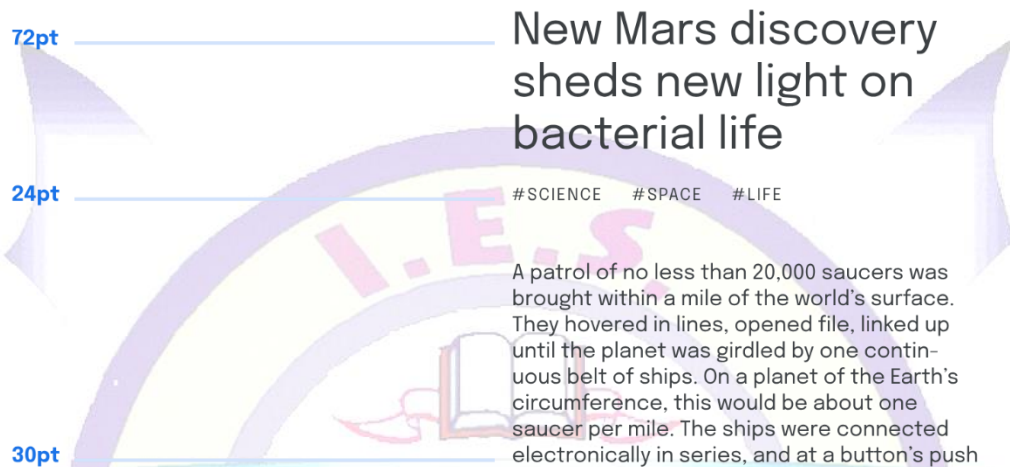 72pt
New Mars discovery
sheds new light on
bacterial life
24pt
#SCIENCE #SPACE #LIFE
I.E.S.
A patrol of no less than 20,000 saucers was
brought within a mile of the world’s surface.
They hovered in lines, opened file, linked up
until the planet was girdled by one contin-
uous belt of ships. On a planet of the Earth’s
circumference, this would be about one
saucer per mile. The ships were connected
30pt
electronically in series, and at a button’s push